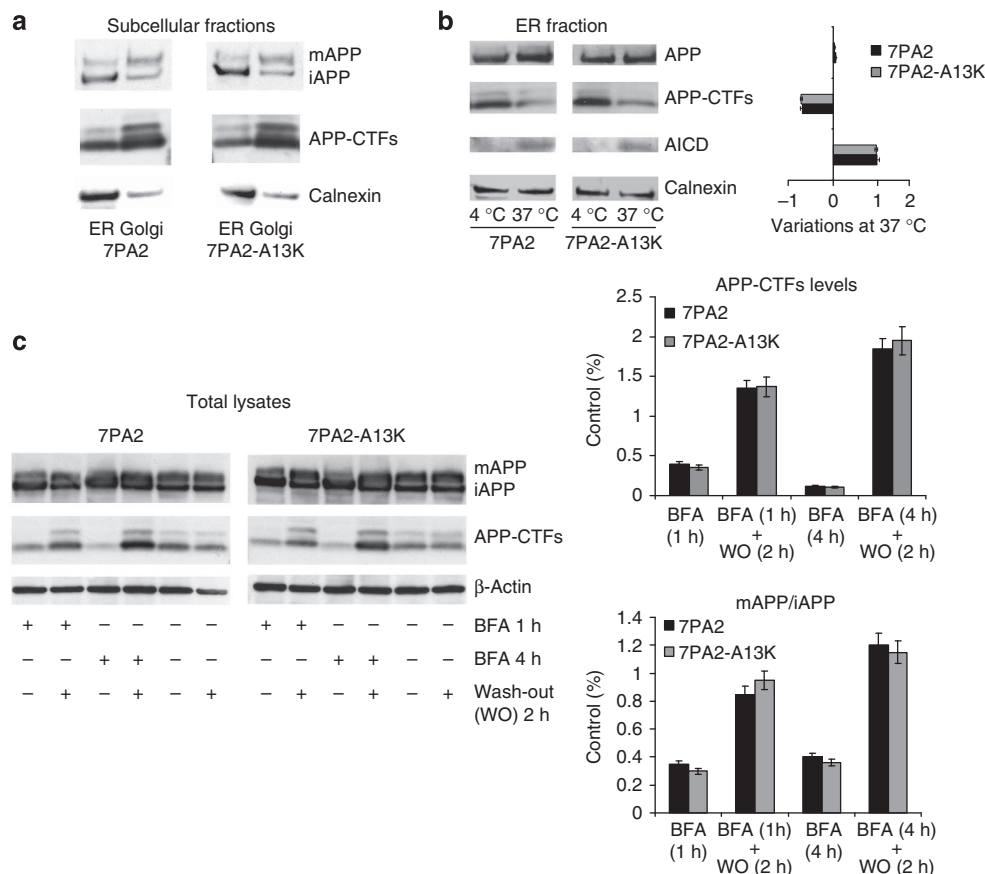 a
Subcellular fractions
mAPP
iAPP
APP-CTFs
Calnexin
ER Golgi ER Golgi
7PA2 7PA2-A13K
b
ER fraction
APP
APP-CTFs
AICD
Calnexin
4 °C 37 °C 4 °C 37 °C
7PA2 7PA2-A13K
7PA2
7PA2-A13K
–1 0 1 2
Variations at 37 °C
c
Total lysates
7PA2 7PA2-A13K
mAPP
iAPP
APP-CTFs
β-Actin
+ + – – – – + + – – – – BFA 1 h
– – + + – – – – + + – – BFA 4 h
– + – + – + – + – + – + Wash-out
(WO) 2 h
APP-CTFs levels
7PA2
7PA2-A13K
Control (%)
2.5
2
1.5
1
0.5
0
BFA BFA (1 h) BFA BFA (4 h)
(1 h) + (4 h) +
WO (2 h) WO (2 h)
mAPP/iAPP
7PA2
7PA2-A13K
Control (%)
1.4
1.2
1
0.8
0.6
0.4
0.2
0
BFA BFA (1h) BFA BFA (4 h)
(1 h) + (4 h) +
WO (2 h) WO (2 h)